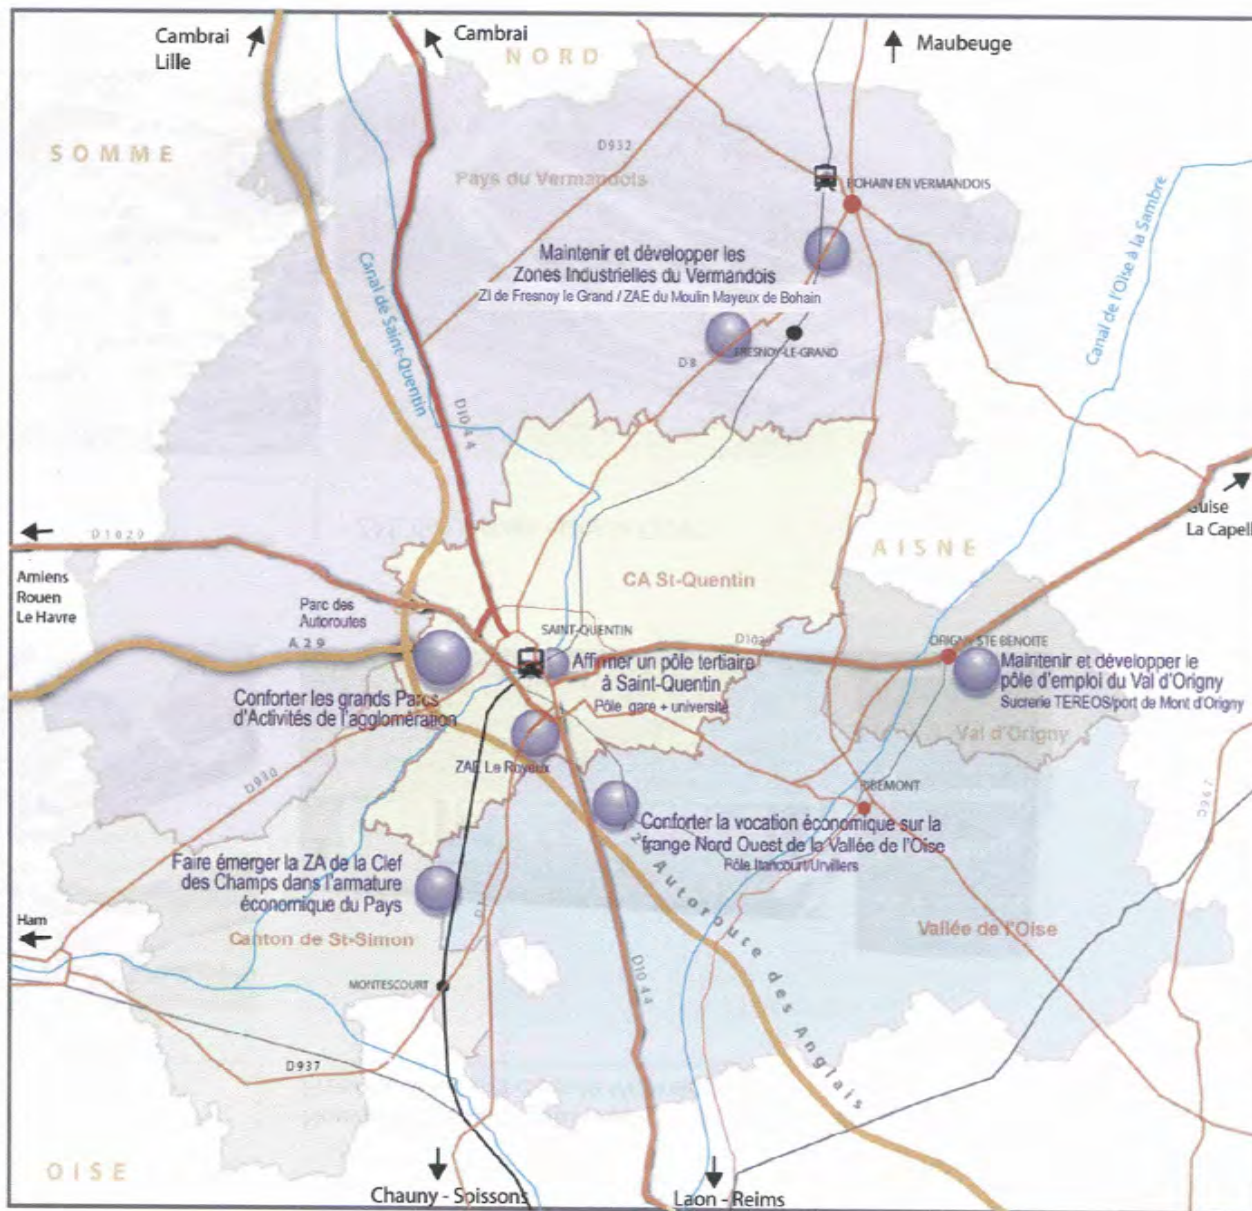 Cambrai
Lille
Cambrai
NORD
Maubeuge
SOMME
D932
Pays du Vermandois
BOHAIN EN VERMANDOIS
Canal de l'Oise à la Sambre
Maintenir et développer les
Zones Industrielles du Vermandois
ZI de Fresnoy le Grand / ZAE du Moulin Mayeux de Bohain
Canal de Saint-Quentin
FRESNOY-LE-GRAND
D8
D1044
Guise
La Capell
D1029
AISNE
Amiens
Rouen
Le Havre
CA St-Quentin
Parc des
Autoroutes
A29
SAINT-QUENTIN
ORIGNY STE BENOITE
Affirmer un pôle tertiaire
à Saint-Quentin
Pôle gare + université
Maintenir et développer le
pôle d'emploi du Val d'Origny
Sucrerie TEREOS/port de Mont d'Origny
Val d'Origny
Conforter les grands Parcs
d'Activités de l'agglomération
ZAE Le Royeux
D930
RIBEMONT
D967
Conforter la vocation économique sur la
frange Nord Ouest de la Vallée de l'Oise
Pôle Itancourt/Urvillers
Faire émerger la ZA de la Clef
des Champs dans l'armature
économique du Pays
D1
Autoroute des Anglais
Ham
Canton de St-Simon
Vallée de l'Oise
D1044
MONTESCOURT
D937
OISE
Chauny - Soissons
Laon - Reims